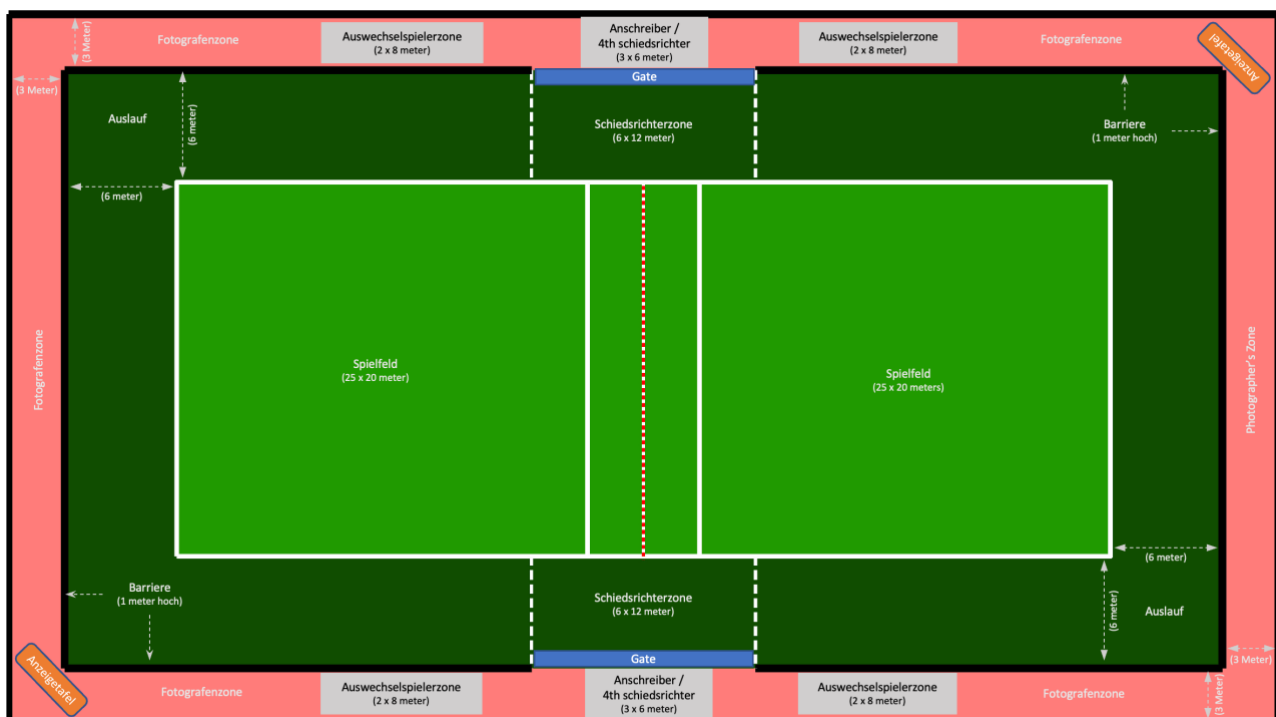 Fotografenzone
(3 Meter)
Auswechselspielerzone
(2 x 8 meter)
Anschreiber /
4th schiedsrichter
(3 x 6 meter)
Auswechselspielerzone
(2 x 8 meter)
Fotografenzone
Anzeigetafel
(3 Meter)
Gate
Auslauf
(6 meter)
Schiedsrichterzone
(6 x 12 meter)
Barriere
(1 meter hoch)
(6 meter)
Fotografenzone
Spielfeld
(25 x 20 meter)
Spielfeld
(25 x 20 meters)
Photographer's Zone
(6 meter)
Barriere
(1 meter hoch)
Schiedsrichterzone
(6 x 12 meter)
(6 meter)
Auslauf
Gate
(3 Meter)
Anzeigetafel
Fotografenzone
Auswechselspielerzone
(2 x 8 meter)
Anschreiber /
4th schiedsrichter
(3 x 6 meter)
Auswechselspielerzone
(2 x 8 meter)
Fotografenzone
(3 Meter)